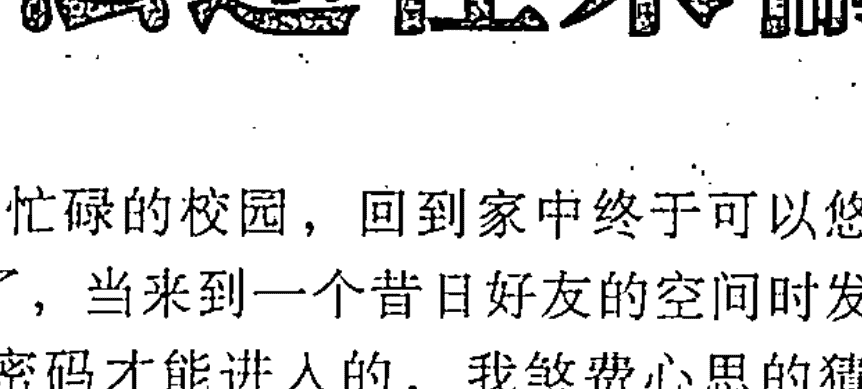 忙碌的校园，回到家中终于可以悠
了，当来到一个昔日好友的空间时发
密码才能进入的，我煞费心思的猜